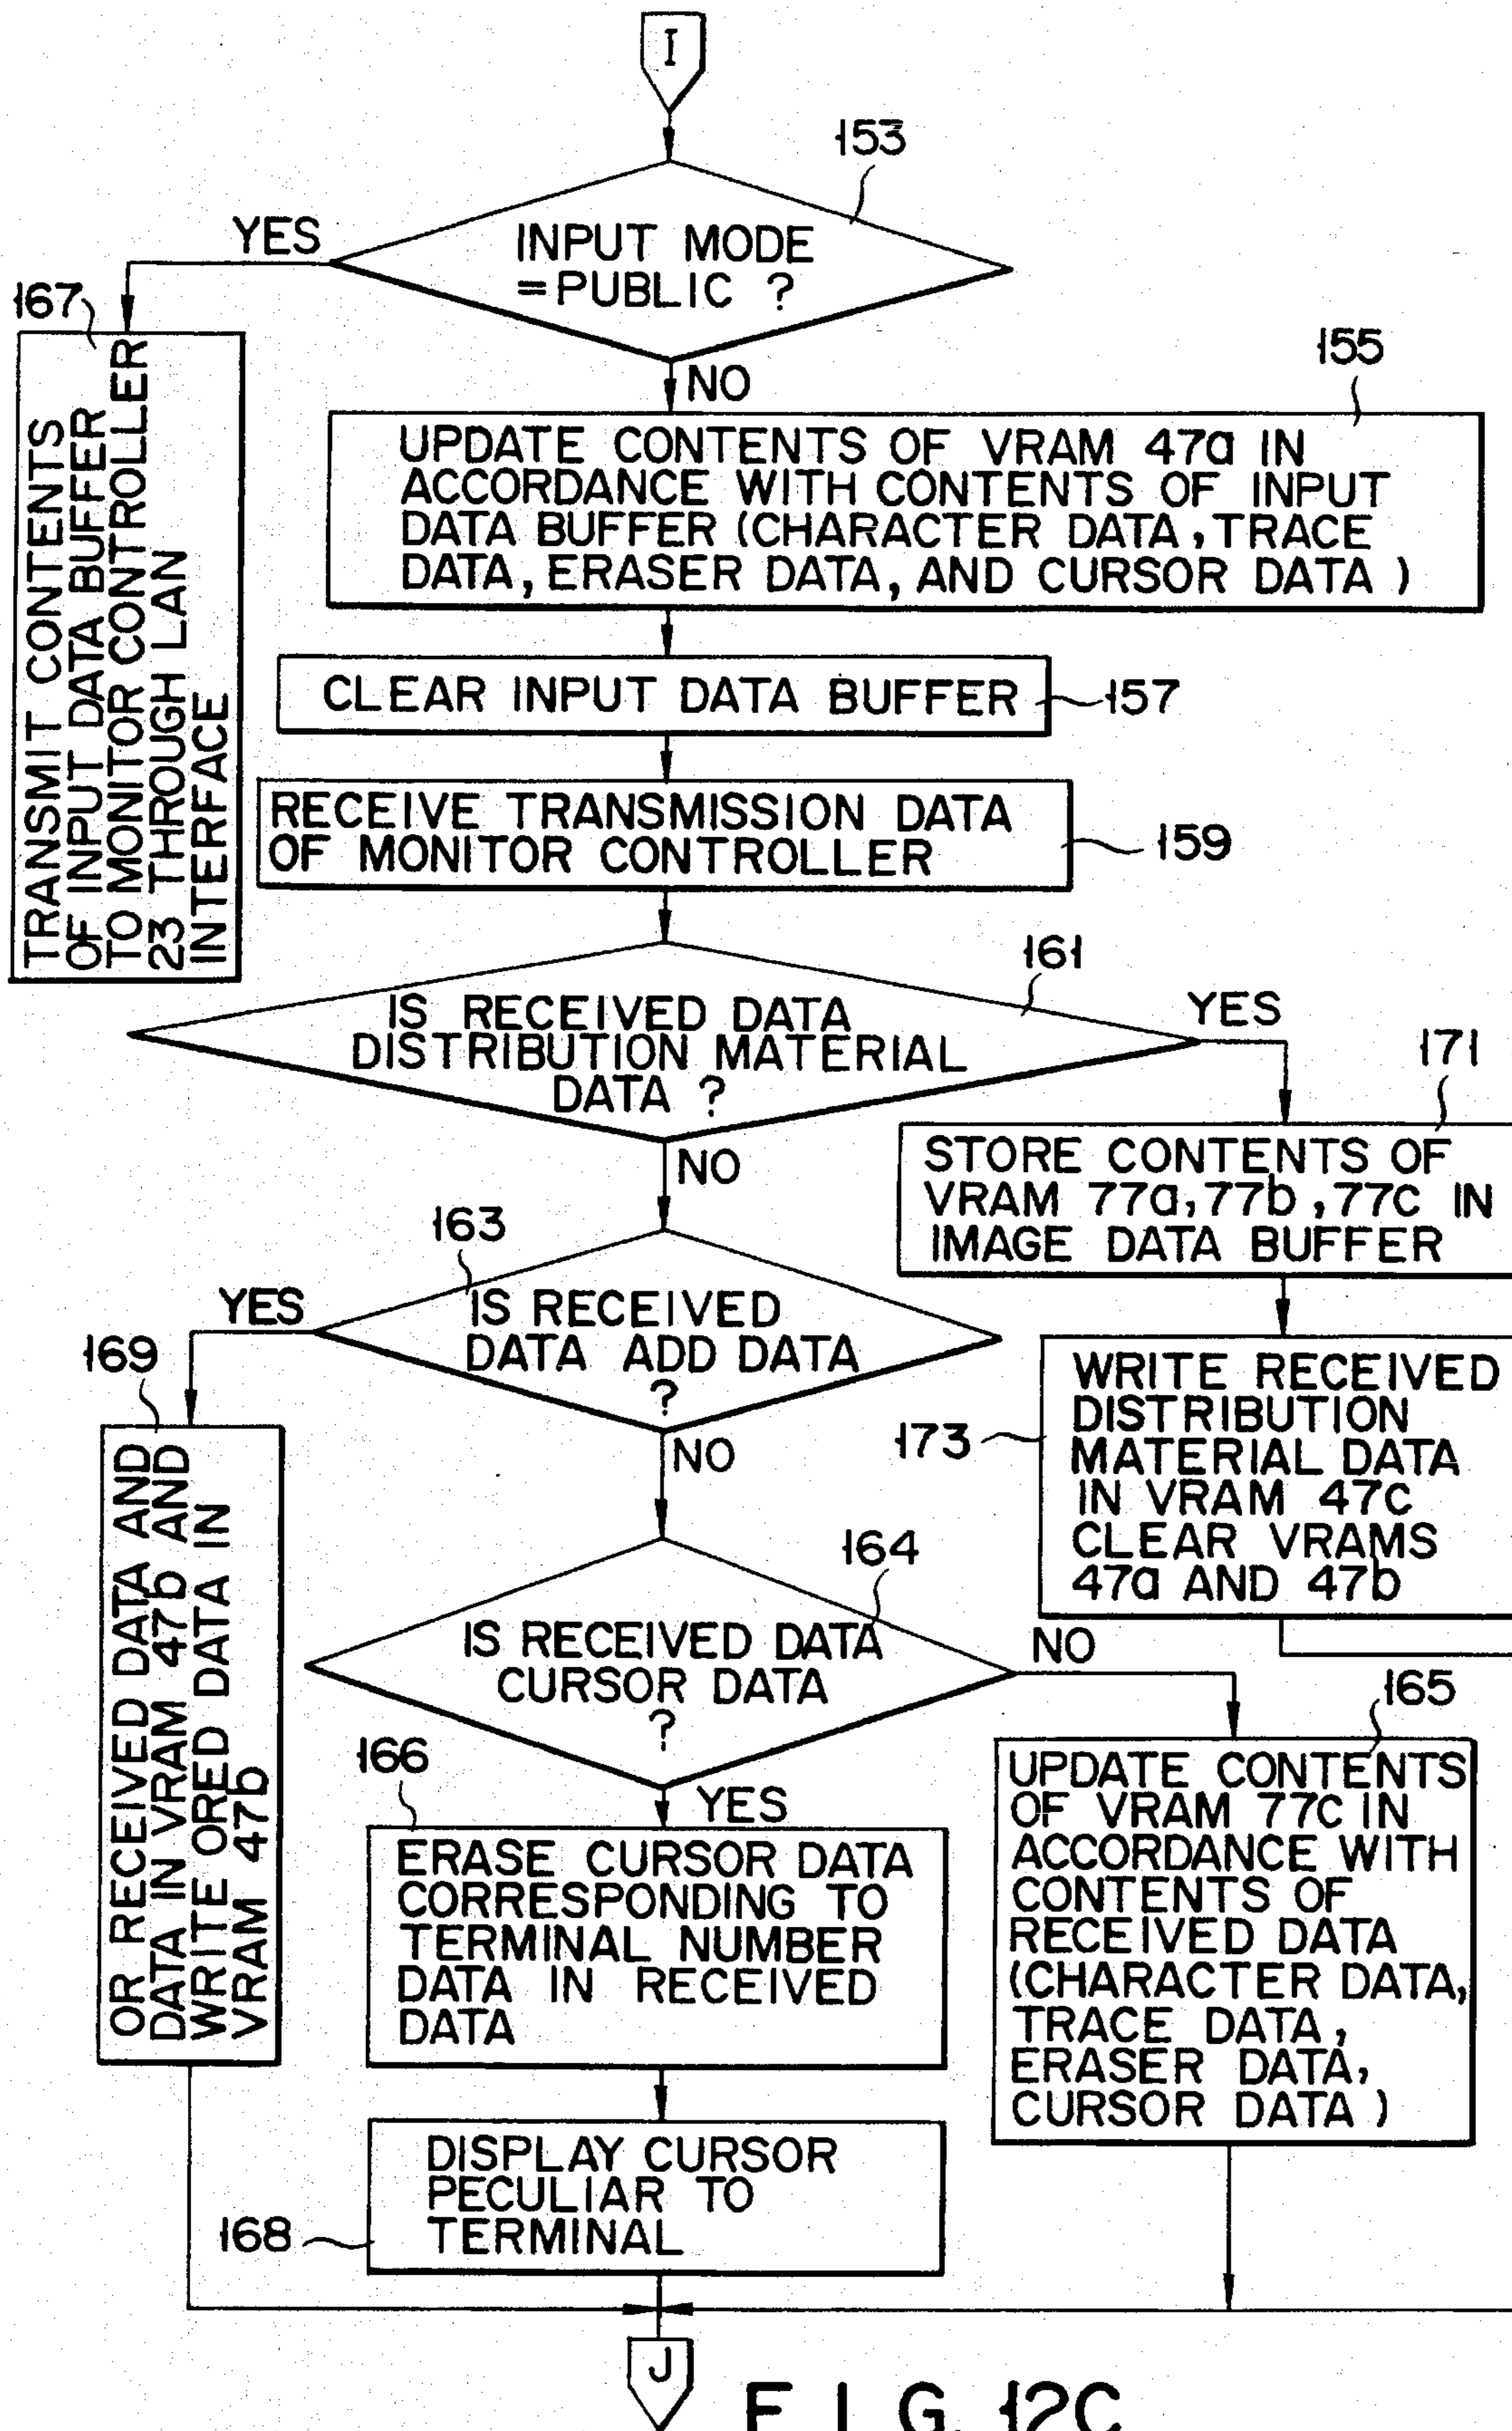 I
153
YES
INPUT MODE
=PUBLIC ?
167
TRANSMIT CONTENTS
OF INPUT DATA BUFFER
TO MONITOR CONTROLLER
23 THROUGH LAN
INTERFACE
NO
155
UPDATE CONTENTS OF VRAM 47a IN
ACCORDANCE WITH CONTENTS OF INPUT
DATA BUFFER (CHARACTER DATA, TRACE
DATA, ERASER DATA, AND CURSOR DATA )
CLEAR INPUT DATA BUFFER
157
RECEIVE TRANSMISSION DATA
OF MONITOR CONTROLLER
159
161
IS RECEIVED DATA
DISTRIBUTION MATERIAL
DATA ?
YES
171
NO
STORE CONTENTS OF
VRAM 77a, 77b, 77c IN
IMAGE DATA BUFFER
163
YES
IS RECEIVED
DATA ADD DATA
?
169
OR RECEIVED DATA AND
DATA IN VRAM 47b AND
WRITE ORED DATA IN
VRAM 47b
NO
173
WRITE RECEIVED
DISTRIBUTION
MATERIAL DATA
IN VRAM 47C
CLEAR VRAMS
47a AND 47b
164
IS RECEIVED DATA
CURSOR DATA
?
NO
165
166
YES
ERASE CURSOR DATA
CORRESPONDING TO
TERMINAL NUMBER
DATA IN RECEIVED
DATA
UPDATE CONTENTS
OF VRAM 77C IN
ACCORDANCE WITH
CONTENTS OF
RECEIVED DATA
(CHARACTER DATA,
TRACE DATA,
ERASER DATA,
CURSOR DATA )
DISPLAY CURSOR
PECULIAR TO
TERMINAL
168
J
F I G. 12C